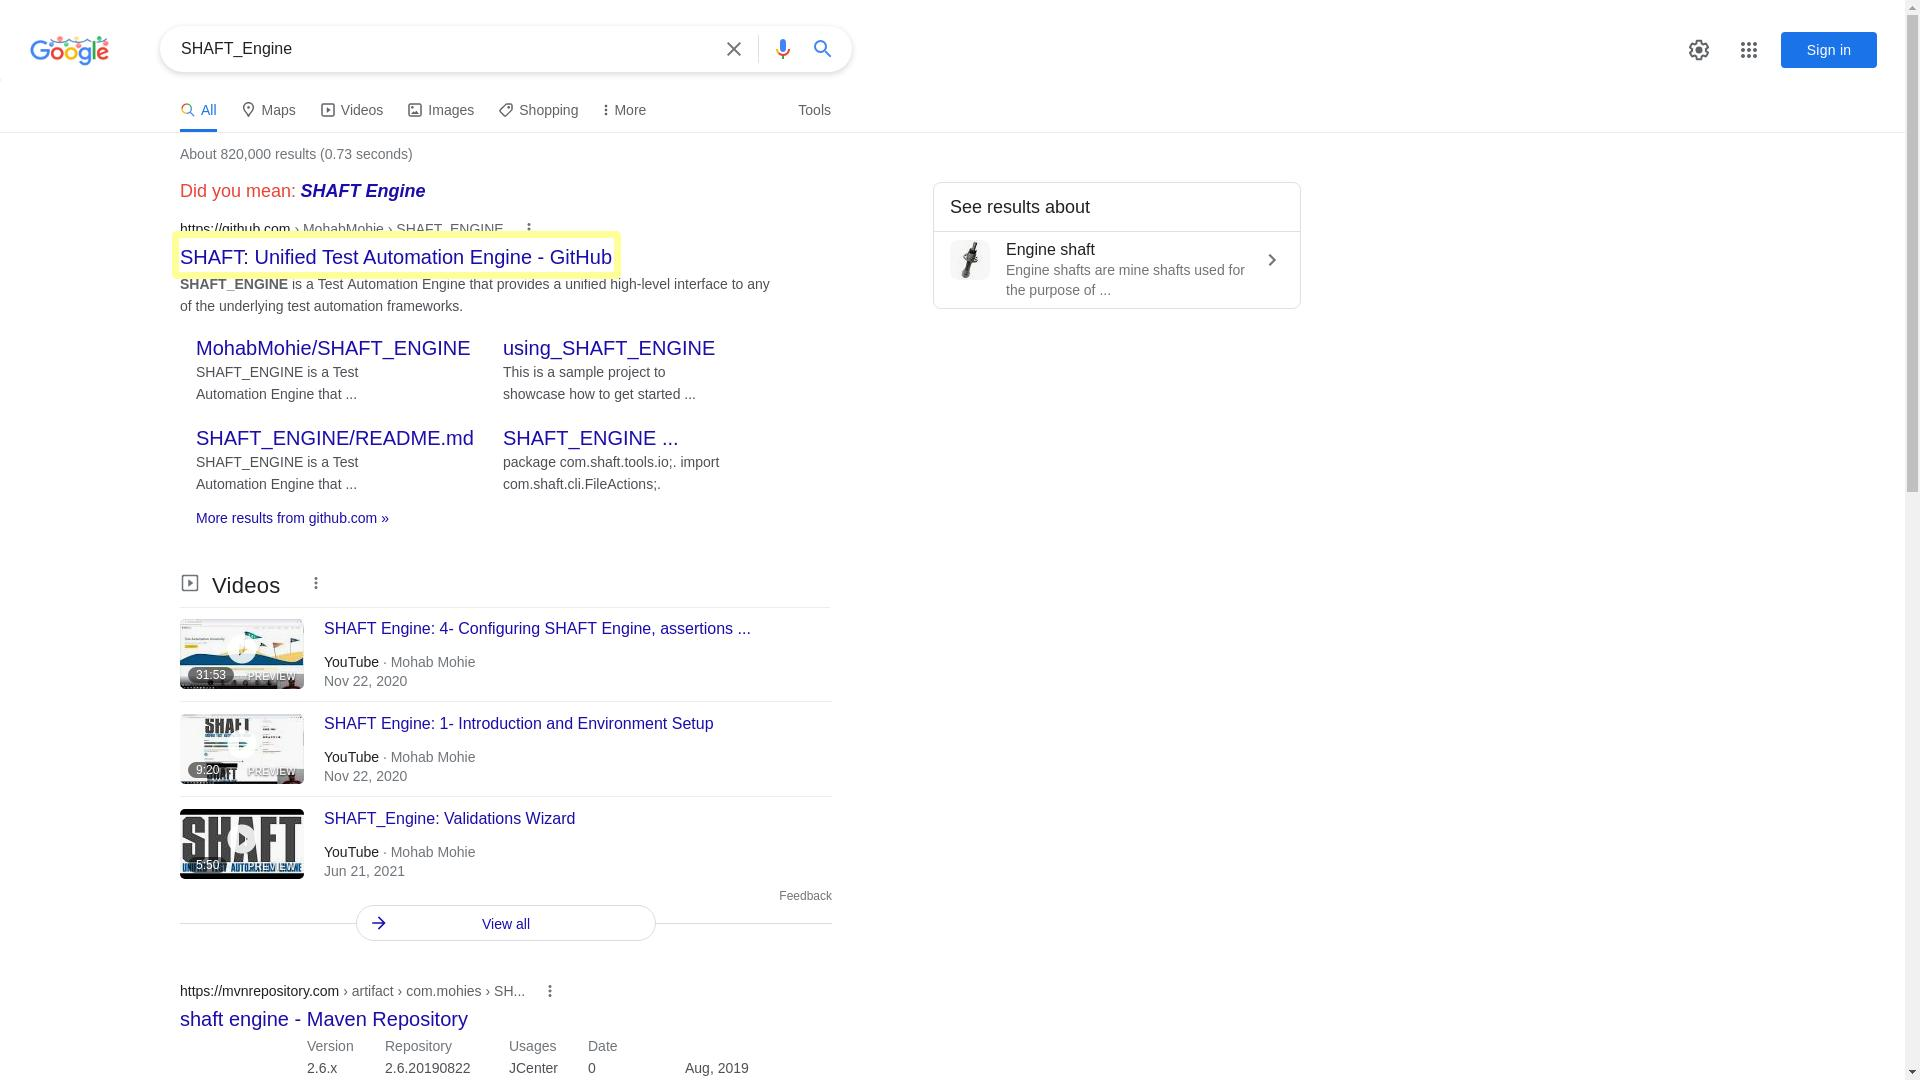 Google
SHAFT_Engine
Sign in
All
Maps
Videos
Images
Shopping
More
Tools
About 820,000 results (0.73 seconds)
Did you mean: SHAFT Engine
https://github.com › MohabMohie › SHAFT_ENGINE
SHAFT: Unified Test Automation Engine - GitHub
SHAFT_ENGINE is a Test Automation Engine that provides a unified high-level interface to any
of the underlying test automation frameworks.
MohabMohie/SHAFT_ENGINE
SHAFT_ENGINE is a Test
Automation Engine that ...
using_SHAFT_ENGINE
This is a sample project to
showcase how to get started ...
SHAFT_ENGINE/README.md
SHAFT_ENGINE is a Test
Automation Engine that ...
SHAFT_ENGINE ...
package com.shaft.tools.io;. import
com.shaft.cli.FileActions;.
More results from github.com »
See results about
Engine shaft
Engine shafts are mine shafts used for
the purpose of ...
Videos
31:53
PREVIEW
SHAFT Engine: 4- Configuring SHAFT Engine, assertions ...
YouTube · Mohab Mohie
Nov 22, 2020
SHAFT
9:20
PREVIEW
SHAFT Engine: 1- Introduction and Environment Setup
YouTube · Mohab Mohie
Nov 22, 2020
SHAFT
5:50
PREVIEW
UNIFIED TEST AUTOMATION ENGINE
SHAFT_Engine: Validations Wizard
YouTube · Mohab Mohie
Jun 21, 2021
Feedback
View all
https://mvnrepository.com › artifact › com.mohies › SH...
shaft engine - Maven Repository
Version Repository Usages Date
2.6.x 2.6.20190822 JCenter 0 Aug, 2019